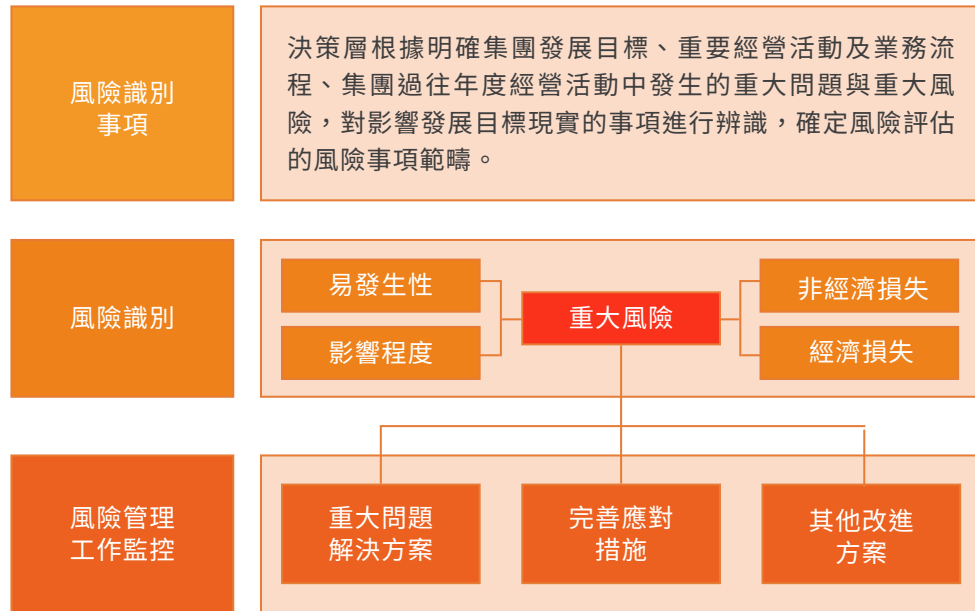 風險識別
事項
決策層根據明確集團發展目標、重要經營活動及業務流
程、集團過往年度經營活動中發生的重大問題與重大風
險，對影響發展目標現實的事項進行辨識，確定風險評估
的風險事項範疇。
風險識別
易發生性
影響程度
重大風險
非經濟損失
經濟損失
風險管理
工作監控
重大問題
解決方案
完善應對
措施
其他改進
方案